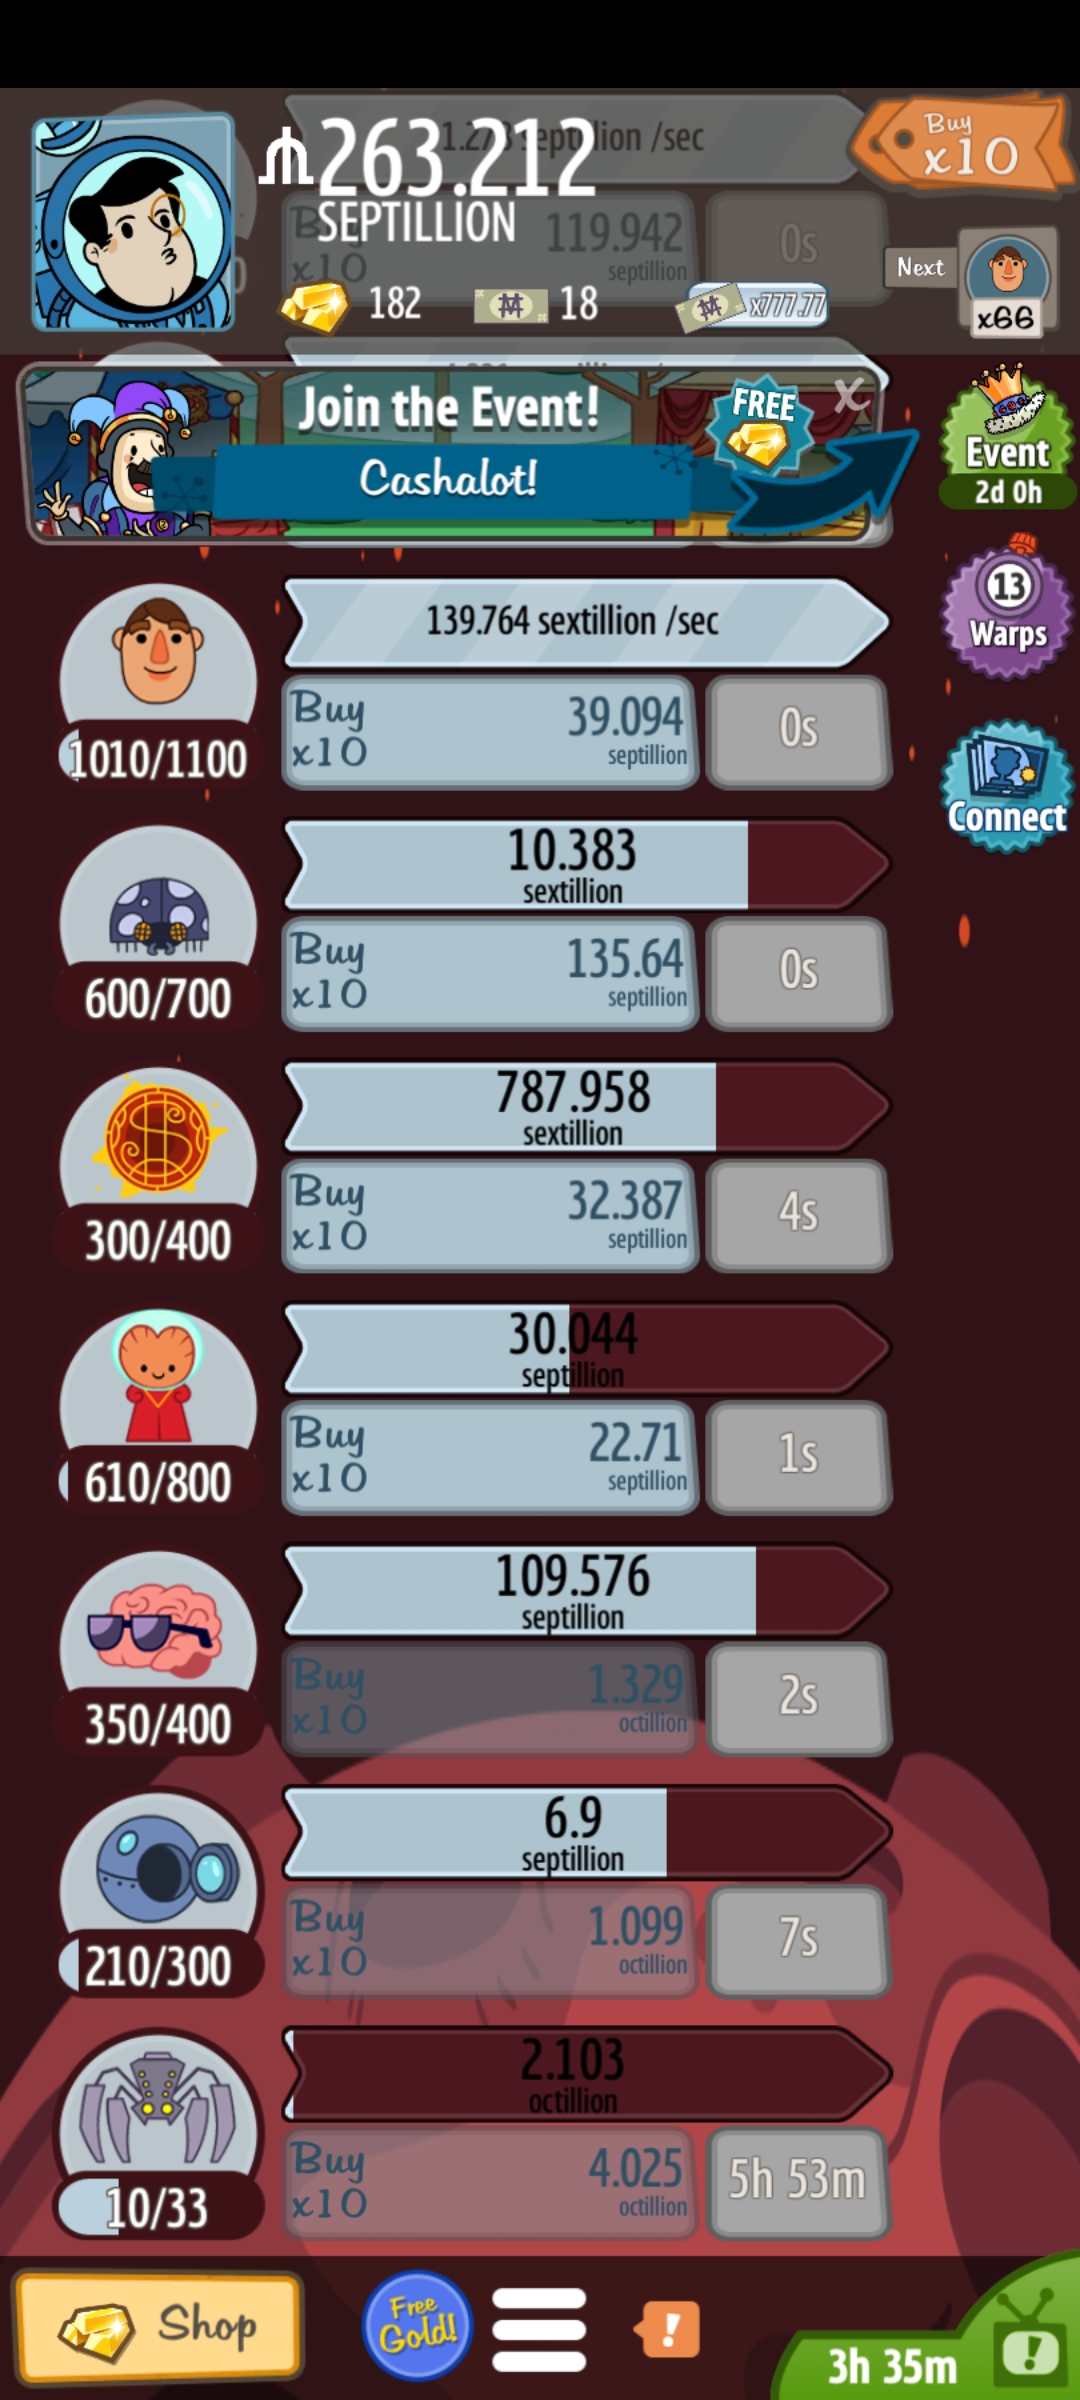 263.212
SEPTILLION
182
18
x777.77
Buy
x10
119.942
septillion
0s
Buy
x10
Next
x66
Join the Event!
Cashalot!
FREE
X
Event
2d 0h
13
Warps
Connect
139.764 sextillion /sec
Buy
x10
39.094
septillion
0s
1010/1100
10.383
sextillion
Buy
x10
135.64
septillion
0s
600/700
787.958
sextillion
Buy
x10
32.387
septillion
4s
300/400
30.044
septillion
Buy
x10
22.71
septillion
1s
610/800
109.576
septillion
Buy
x10
1.329
octillion
2s
350/400
6.9
septillion
Buy
x10
1.099
octillion
7s
210/300
2.103
octillion
Buy
x10
4.025
octillion
5h 53m
10/33
Shop
Free
Gold!
!
3h 35m
!